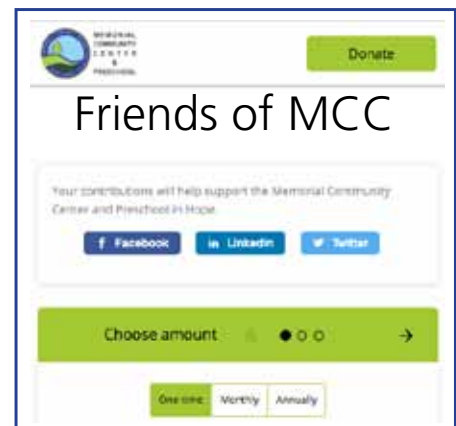 MEMORIAL
COMMUNITY
CENTER
&
PRESCHOOL
Donate
Friends of MCC
Your contributions will help support the Memorial Community
Center and Preschool in Hope.
Facebook
Linkedin
Twitter
Choose amount
One time
Monthly
Annually